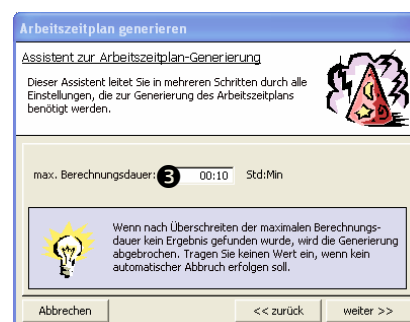 Arbeitszeitplan generieren
Assistent zur Arbeitszeitplan-Generierung
Dieser Assistent leitet Sie in mehreren Schritten durch alle
Einstellungen, die zur Generierung des Arbeitszeitplans
benötigt werden.
max. Berechnungsdauer: ❸ 00:10 Std:Min
Wenn nach Überschreiten der maximalen Berechnungs-
dauer kein Ergebnis gefunden wurde, wird die Generierung
abgebrochen. Tragen Sie keinen Wert ein, wenn kein
automatischer Abbruch erfolgen soll.
Abbrechen << zurück weiter >>